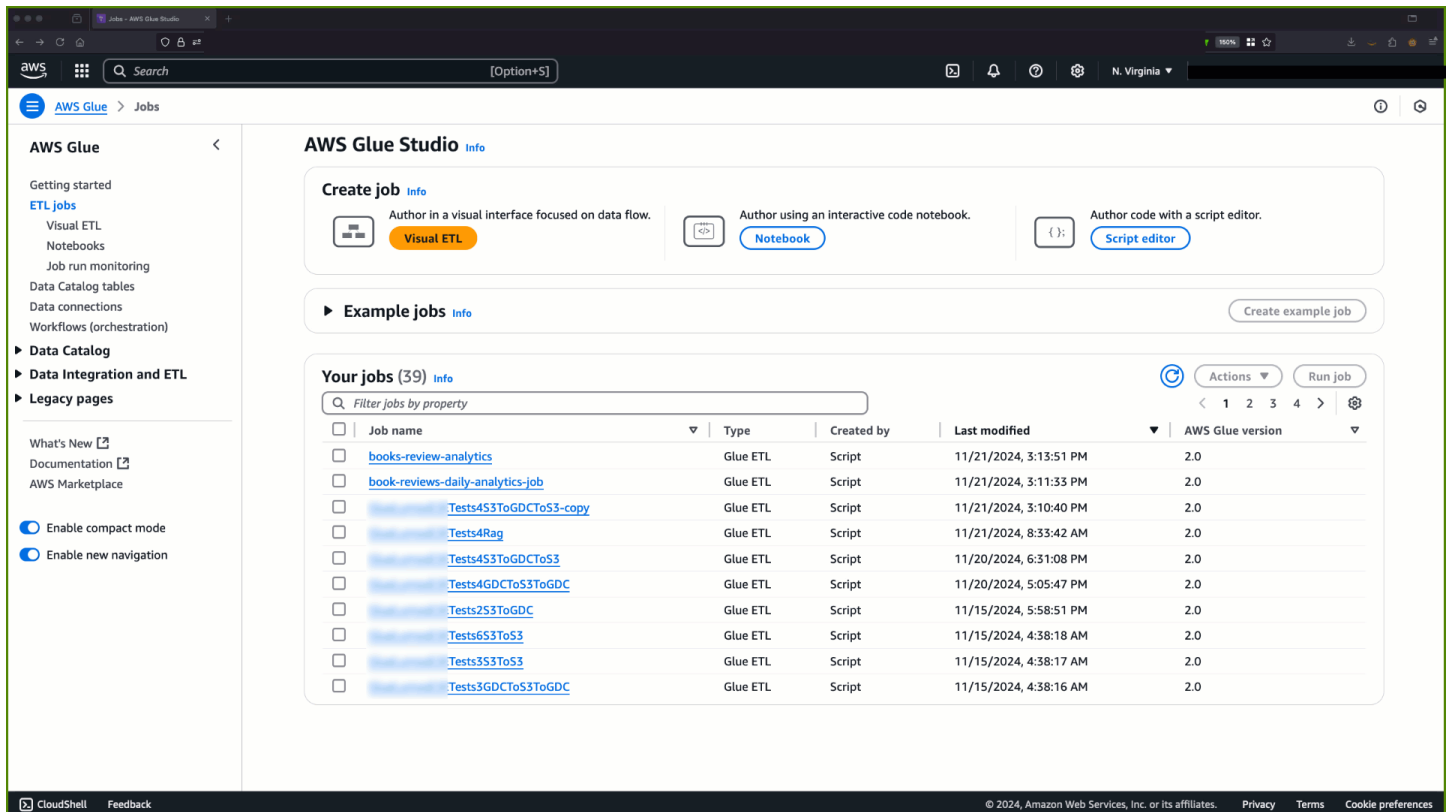 Jobs - AWS Glue Studio
150%
aws Search [Option+S] N. Virginia
AWS Glue > Jobs
AWS Glue
Getting started
ETL jobs
Visual ETL
Notebooks
Job run monitoring
Data Catalog tables
Data connections
Workflows (orchestration)
Data Catalog
Data Integration and ETL
Legacy pages
What's New
Documentation
AWS Marketplace
Enable compact mode
Enable new navigation
AWS Glue Studio Info
Create job Info
Author in a visual interface focused on data flow.
Visual ETL
Author using an interactive code notebook.
Notebook
Author code with a script editor.
Script editor
Example jobs Info Create example job
Your jobs (39) Info Actions Run job
Filter jobs by property 1 2 3 4
Job name Type Created by Last modified AWS Glue version
books-review-analytics Glue ETL Script 11/21/2024, 3:13:51 PM 2.0
book-reviews-daily-analytics-job Glue ETL Script 11/21/2024, 3:11:33 PM 2.0
Tests4S3ToGDCToS3-copy Glue ETL Script 11/21/2024, 3:10:40 PM 2.0
Tests4Rag Glue ETL Script 11/21/2024, 8:33:42 AM 2.0
Tests4S3ToGDCToS3 Glue ETL Script 11/20/2024, 6:31:08 PM 2.0
Tests4GDCToS3ToGDC Glue ETL Script 11/20/2024, 5:05:47 PM 2.0
Tests2S3ToGDC Glue ETL Script 11/15/2024, 5:58:51 PM 2.0
Tests6S3ToS3 Glue ETL Script 11/15/2024, 4:38:18 AM 2.0
Tests3S3ToS3 Glue ETL Script 11/15/2024, 4:38:17 AM 2.0
Tests3GDCToS3ToGDC Glue ETL Script 11/15/2024, 4:38:16 AM 2.0
CloudShell Feedback © 2024, Amazon Web Services, Inc. or its affiliates. Privacy Terms Cookie preferences